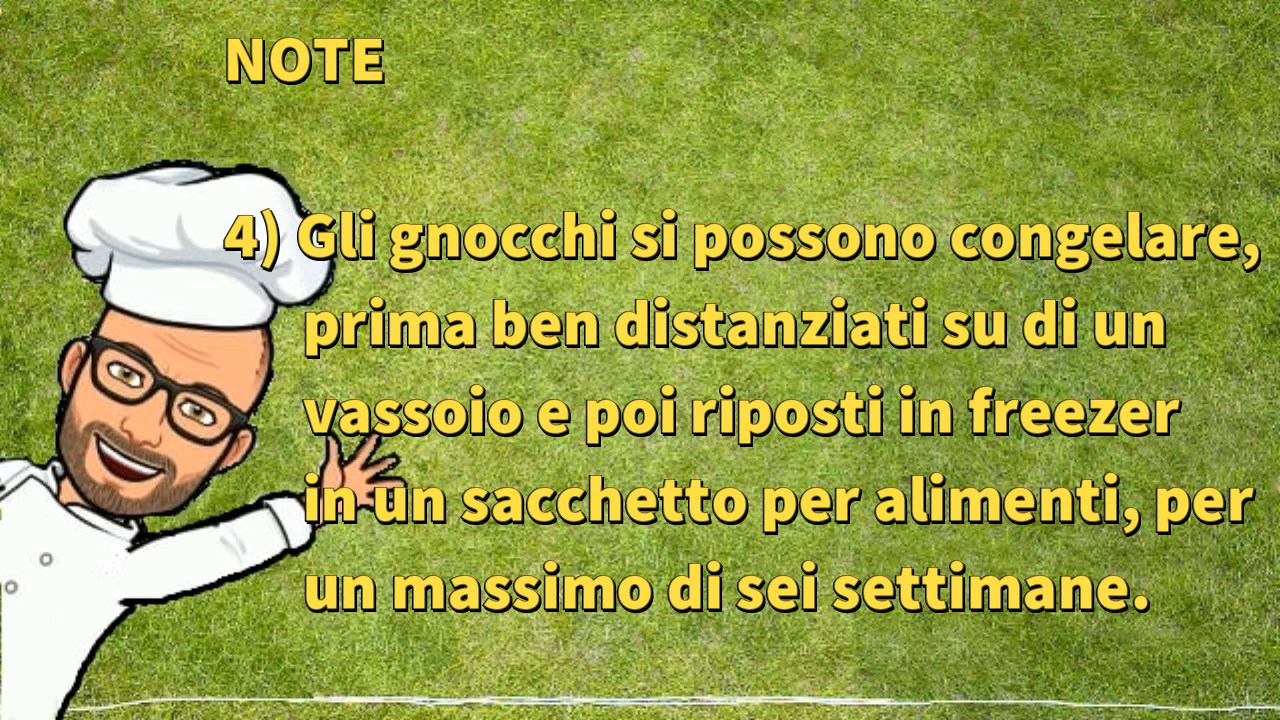 NOTE
4) Gli gnocchi si possono congelare,
prima ben distanziati su di un
vassoio e poi riposti in freezer
in un sacchetto per alimenti, per
un massimo di sei settimane.